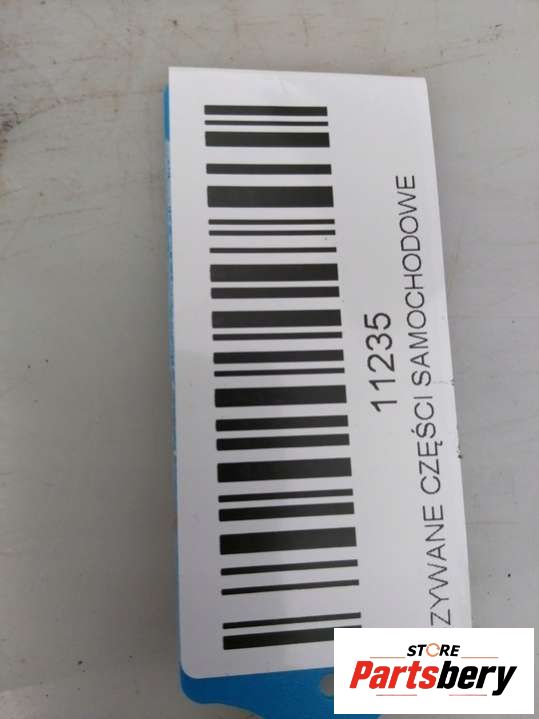 11235
ZYWANE CZĘŚCI SAMOCHODOWE
STORE
Partsbery